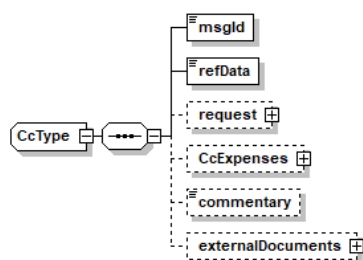 msgId
refData
request
CcType
CcExpenses
commentary
externalDocuments